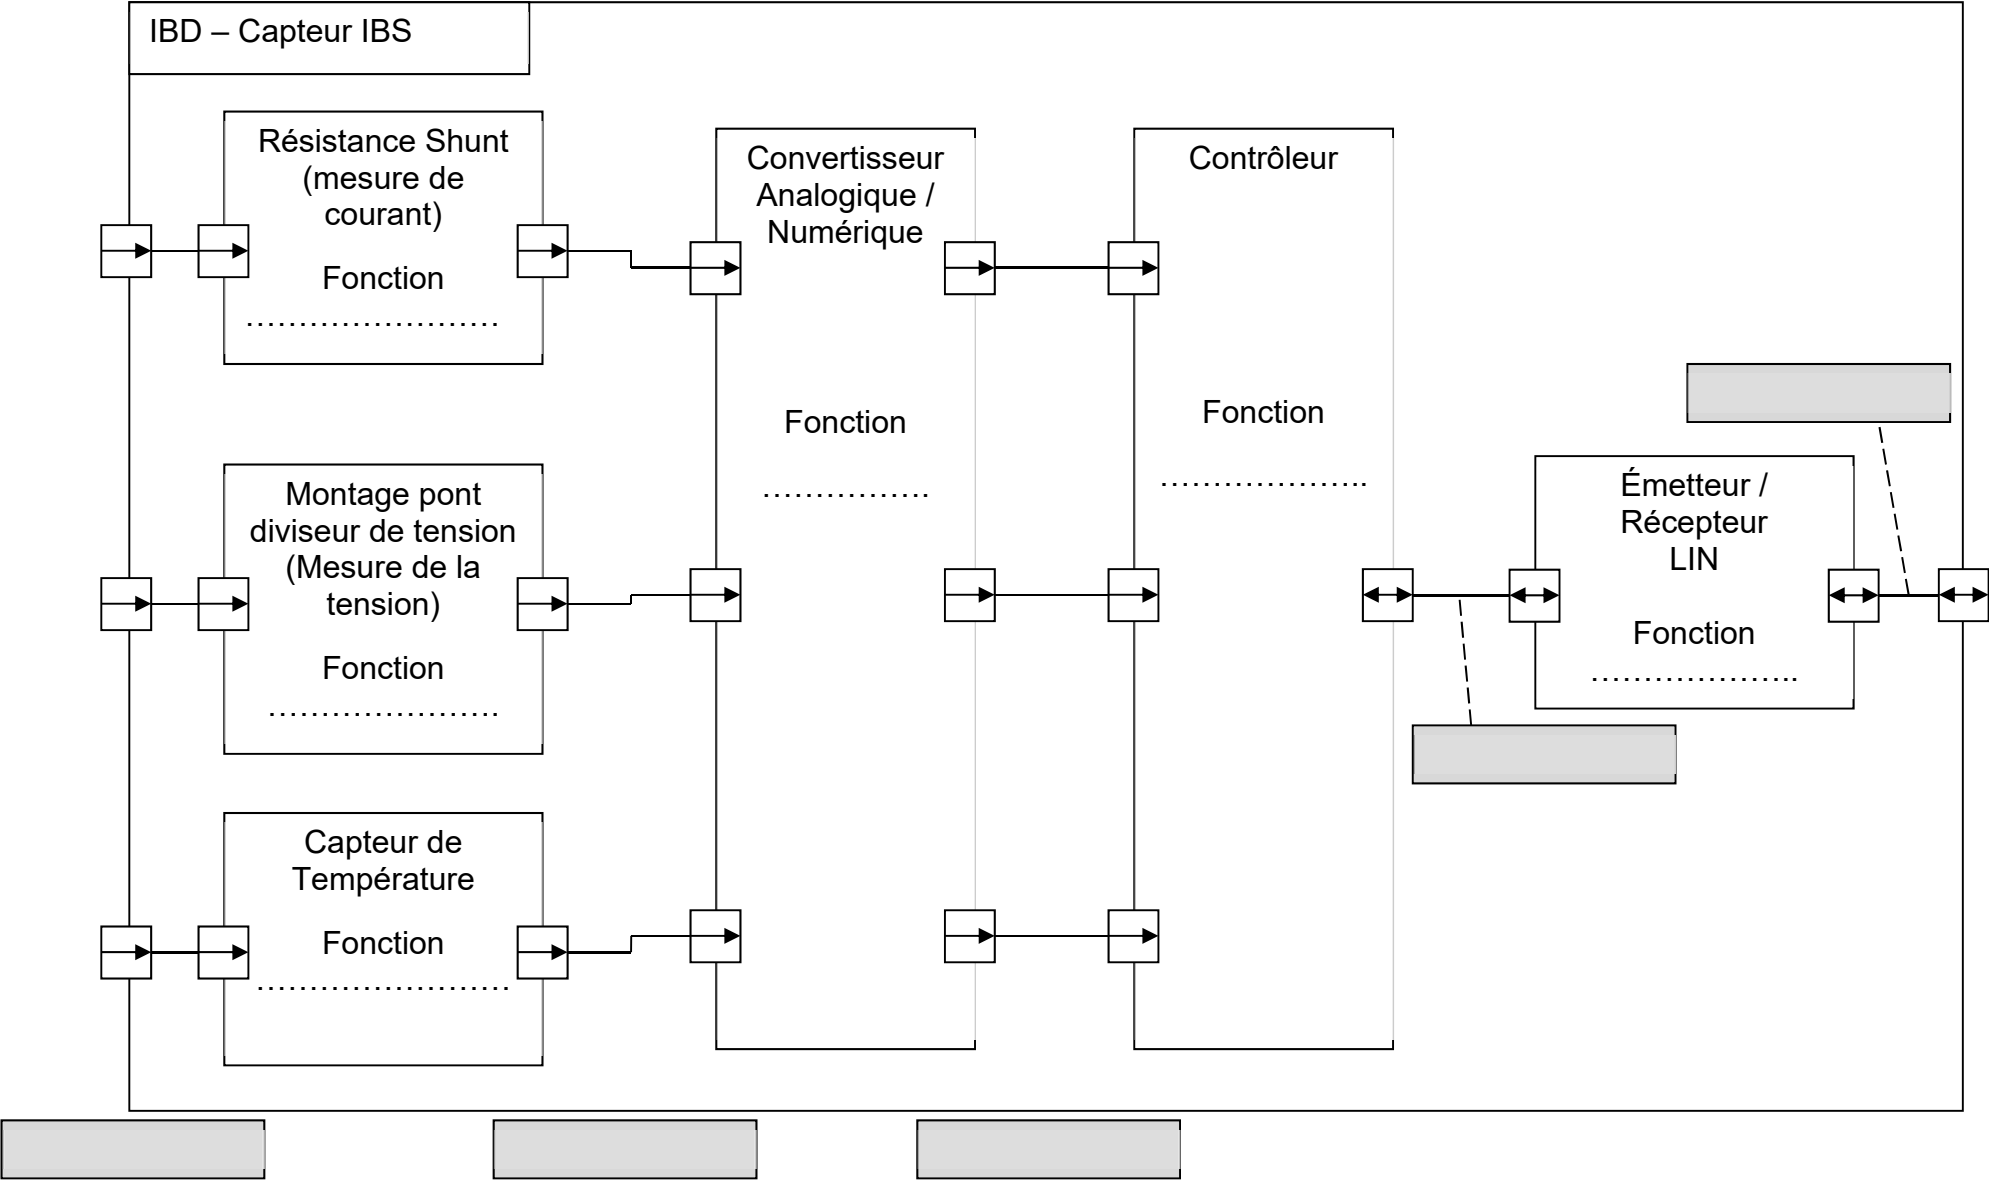 IBD – Capteur IBS
Résistance Shunt
(mesure de
courant)
Fonction
……………………
Montage pont
diviseur de tension
(Mesure de la
tension)
Fonction
………………….
Capteur de
Température
Fonction
……………………
Convertisseur
Analogique /
Numérique
Fonction
…………….
Contrôleur
Fonction
………………..
Émetteur /
Récepteur
LIN
Fonction
………………..